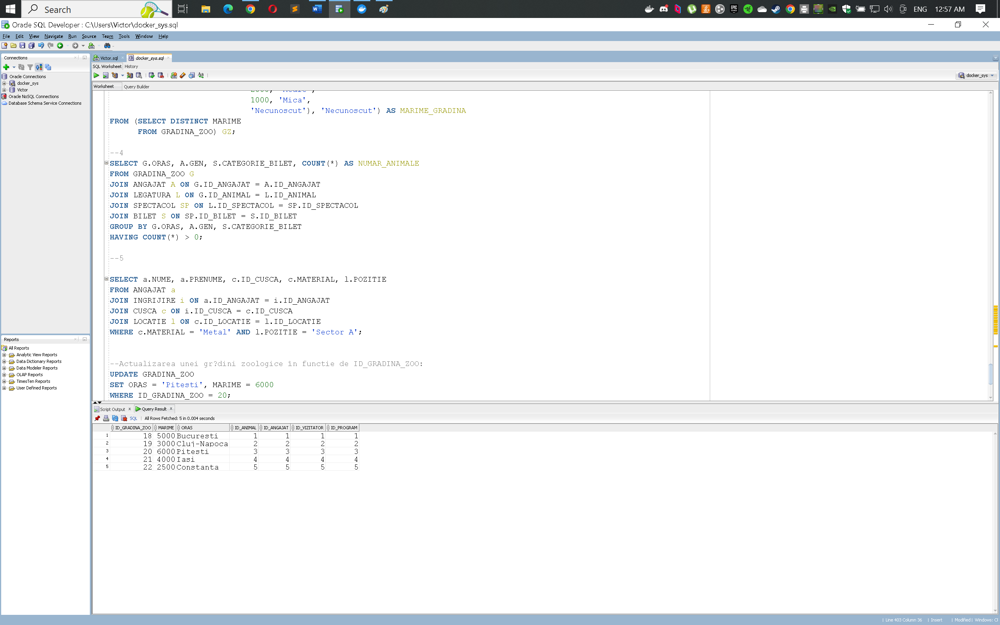 Search
ENG
12:57 AM
Oracle SQL Developer : C:\Users\Victor\docker_sys.sql
File Edit View Navigate Run Source Team Tools Window Help
Connections
Victor.sql
docker_sys.sql
SQL Worksheet History
Oracle Connections
docker_sys
Victor
Oracle NoSQL Connections
Database Schema Service Connections
docker_sys
Worksheet Query Builder
1000, 'Mica',
'Necunoscut'), 'Necunoscut') AS MARIME_GRADINA
FROM (SELECT DISTINCT MARIME
FROM GRADINA_ZOO) GZ;
--4
SELECT G.ORAS, A.GEN, S.CATEGORIE_BILET, COUNT(*) AS NUMAR_ANIMALE
FROM GRADINA_ZOO G
JOIN ANGAJAT A ON G.ID_ANGAJAT = A.ID_ANGAJAT
JOIN LEGATURA L ON G.ID_ANIMAL = L.ID_ANIMAL
JOIN SPECTACOL SP ON L.ID_SPECTACOL = SP.ID_SPECTACOL
JOIN BILET S ON SP.ID_BILET = S.ID_BILET
GROUP BY G.ORAS, A.GEN, S.CATEGORIE_BILET
HAVING COUNT(*) > 0;
--5
SELECT a.NUME, a.PRENUME, c.ID_CUSCA, c.MATERIAL, l.POZITIE
FROM ANGAJAT a
JOIN INGRIJIRE i ON a.ID_ANGAJAT = i.ID_ANGAJAT
JOIN CUSCA c ON i.ID_CUSCA = c.ID_CUSCA
JOIN LOCATIE l ON c.ID_LOCATIE = l.ID_LOCATIE
WHERE c.MATERIAL = 'Metal' AND l.POZITIE = 'Sector A';
--Actualizarea unei gr?dini zoologice în functie de ID_GRADINA_ZOO:
UPDATE GRADINA_ZOO
SET ORAS = 'Pitesti', MARIME = 6000
WHERE ID_GRADINA_ZOO = 20;
Reports
All Reports
Analytic View Reports
Data Dictionary Reports
Data Modeler Reports
OLAP Reports
TimesTen Reports
User Defined Reports
Script Output Query Result
SQL | All Rows Fetched: 5 in 0.004 seconds
ID_GRADINA_ZOO MARIME ORAS ID_ANIMAL ID_ANGAJAT ID_VIZITATOR ID_PROGRAM
1 18 5000 Bucuresti 1 1 1 1
2 19 3000 Cluj-Napoca 2 2 2 2
3 20 6000 Pitesti 3 3 3 3
4 21 4000 Iasi 4 4 4 4
5 22 2500 Constanta 5 5 5 5
| Line 403 Column 36 | Insert | Modified | Windows: